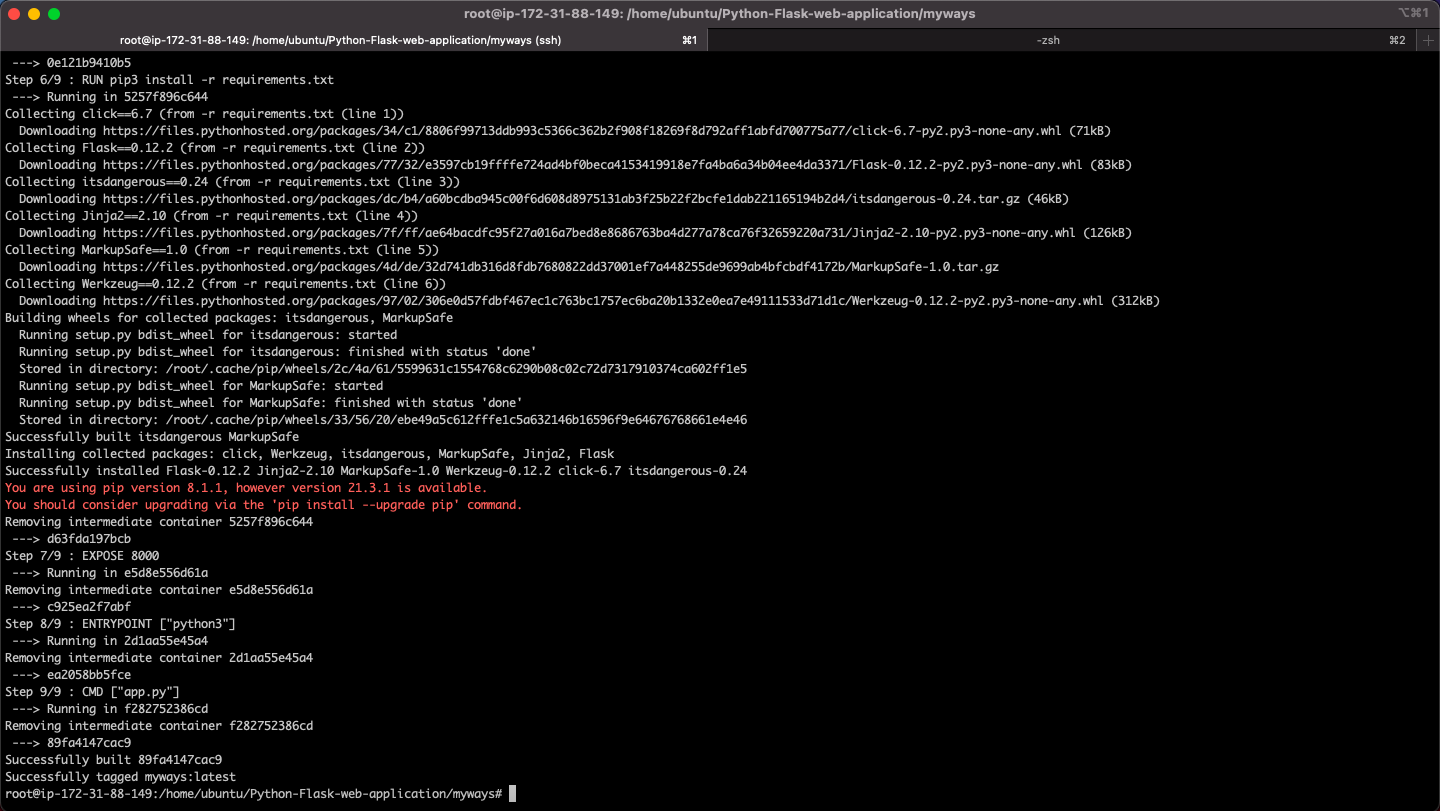 root@ip-172-31-88-149: /home/ubuntu/Python-Flask-web-application/myways
⌥⌘1
root@ip-172-31-88-149: /home/ubuntu/Python-Flask-web-application/myways (ssh)
⌘1
-zsh
⌘2
+
---> 0e121b9410b5
Step 6/9 : RUN pip3 install -r requirements.txt
---> Running in 5257f896c644
Collecting click==6.7 (from -r requirements.txt (line 1))
Downloading https://files.pythonhosted.org/packages/34/c1/8806f99713ddb993c5366c362b2f908f18269f8d792aff1abfd700775a77/click-6.7-py2.py3-none-any.whl (71kB)
Collecting Flask==0.12.2 (from -r requirements.txt (line 2))
Downloading https://files.pythonhosted.org/packages/77/32/e3597cb19ffffe724ad4bf0beca4153419918e7fa4ba6a34b04ee4da3371/Flask-0.12.2-py2.py3-none-any.whl (83kB)
Collecting itsdangerous==0.24 (from -r requirements.txt (line 3))
Downloading https://files.pythonhosted.org/packages/dc/b4/a60bcdba945c00f6d608d8975131ab3f25b22f2bcfe1dab221165194b2d4/itsdangerous-0.24.tar.gz (46kB)
Collecting Jinja2==2.10 (from -r requirements.txt (line 4))
Downloading https://files.pythonhosted.org/packages/7f/ff/ae64bacdfc95f27a016a7bed8e8686763ba4d277a78ca76f32659220a731/Jinja2-2.10-py2.py3-none-any.whl (126kB)
Collecting MarkupSafe==1.0 (from -r requirements.txt (line 5))
Downloading https://files.pythonhosted.org/packages/4d/de/32d741db316d8fdb7680822dd37001ef7a448255de9699ab4bfcbdf4172b/MarkupSafe-1.0.tar.gz
Collecting Werkzeug==0.12.2 (from -r requirements.txt (line 6))
Downloading https://files.pythonhosted.org/packages/97/02/306e0d57fdbf467ec1c763bc1757ec6ba20b1332e0ea7e49111533d71d1c/Werkzeug-0.12.2-py2.py3-none-any.whl (312kB)
Building wheels for collected packages: itsdangerous, MarkupSafe
Running setup.py bdist_wheel for itsdangerous: started
Running setup.py bdist_wheel for itsdangerous: finished with status 'done'
Stored in directory: /root/.cache/pip/wheels/2c/4a/61/5599631c1554768c6290b08c02c72d7317910374ca602ff1e5
Running setup.py bdist_wheel for MarkupSafe: started
Running setup.py bdist_wheel for MarkupSafe: finished with status 'done'
Stored in directory: /root/.cache/pip/wheels/33/56/20/ebe49a5c612fffe1c5a632146b16596f9e64676768661e4e46
Successfully built itsdangerous MarkupSafe
Installing collected packages: click, Werkzeug, itsdangerous, MarkupSafe, Jinja2, Flask
Successfully installed Flask-0.12.2 Jinja2-2.10 MarkupSafe-1.0 Werkzeug-0.12.2 click-6.7 itsdangerous-0.24
You are using pip version 8.1.1, however version 21.3.1 is available.
You should consider upgrading via the 'pip install --upgrade pip' command.
Removing intermediate container 5257f896c644
---> d63fda197bcb
Step 7/9 : EXPOSE 8000
---> Running in e5d8e556d61a
Removing intermediate container e5d8e556d61a
---> c925ea2f7abf
Step 8/9 : ENTRYPOINT ["python3"]
---> Running in 2d1aa55e45a4
Removing intermediate container 2d1aa55e45a4
---> ea2058bb5fce
Step 9/9 : CMD ["app.py"]
---> Running in f282752386cd
Removing intermediate container f282752386cd
---> 89fa4147cac9
Successfully built 89fa4147cac9
Successfully tagged myways:latest
root@ip-172-31-88-149:/home/ubuntu/Python-Flask-web-application/myways#